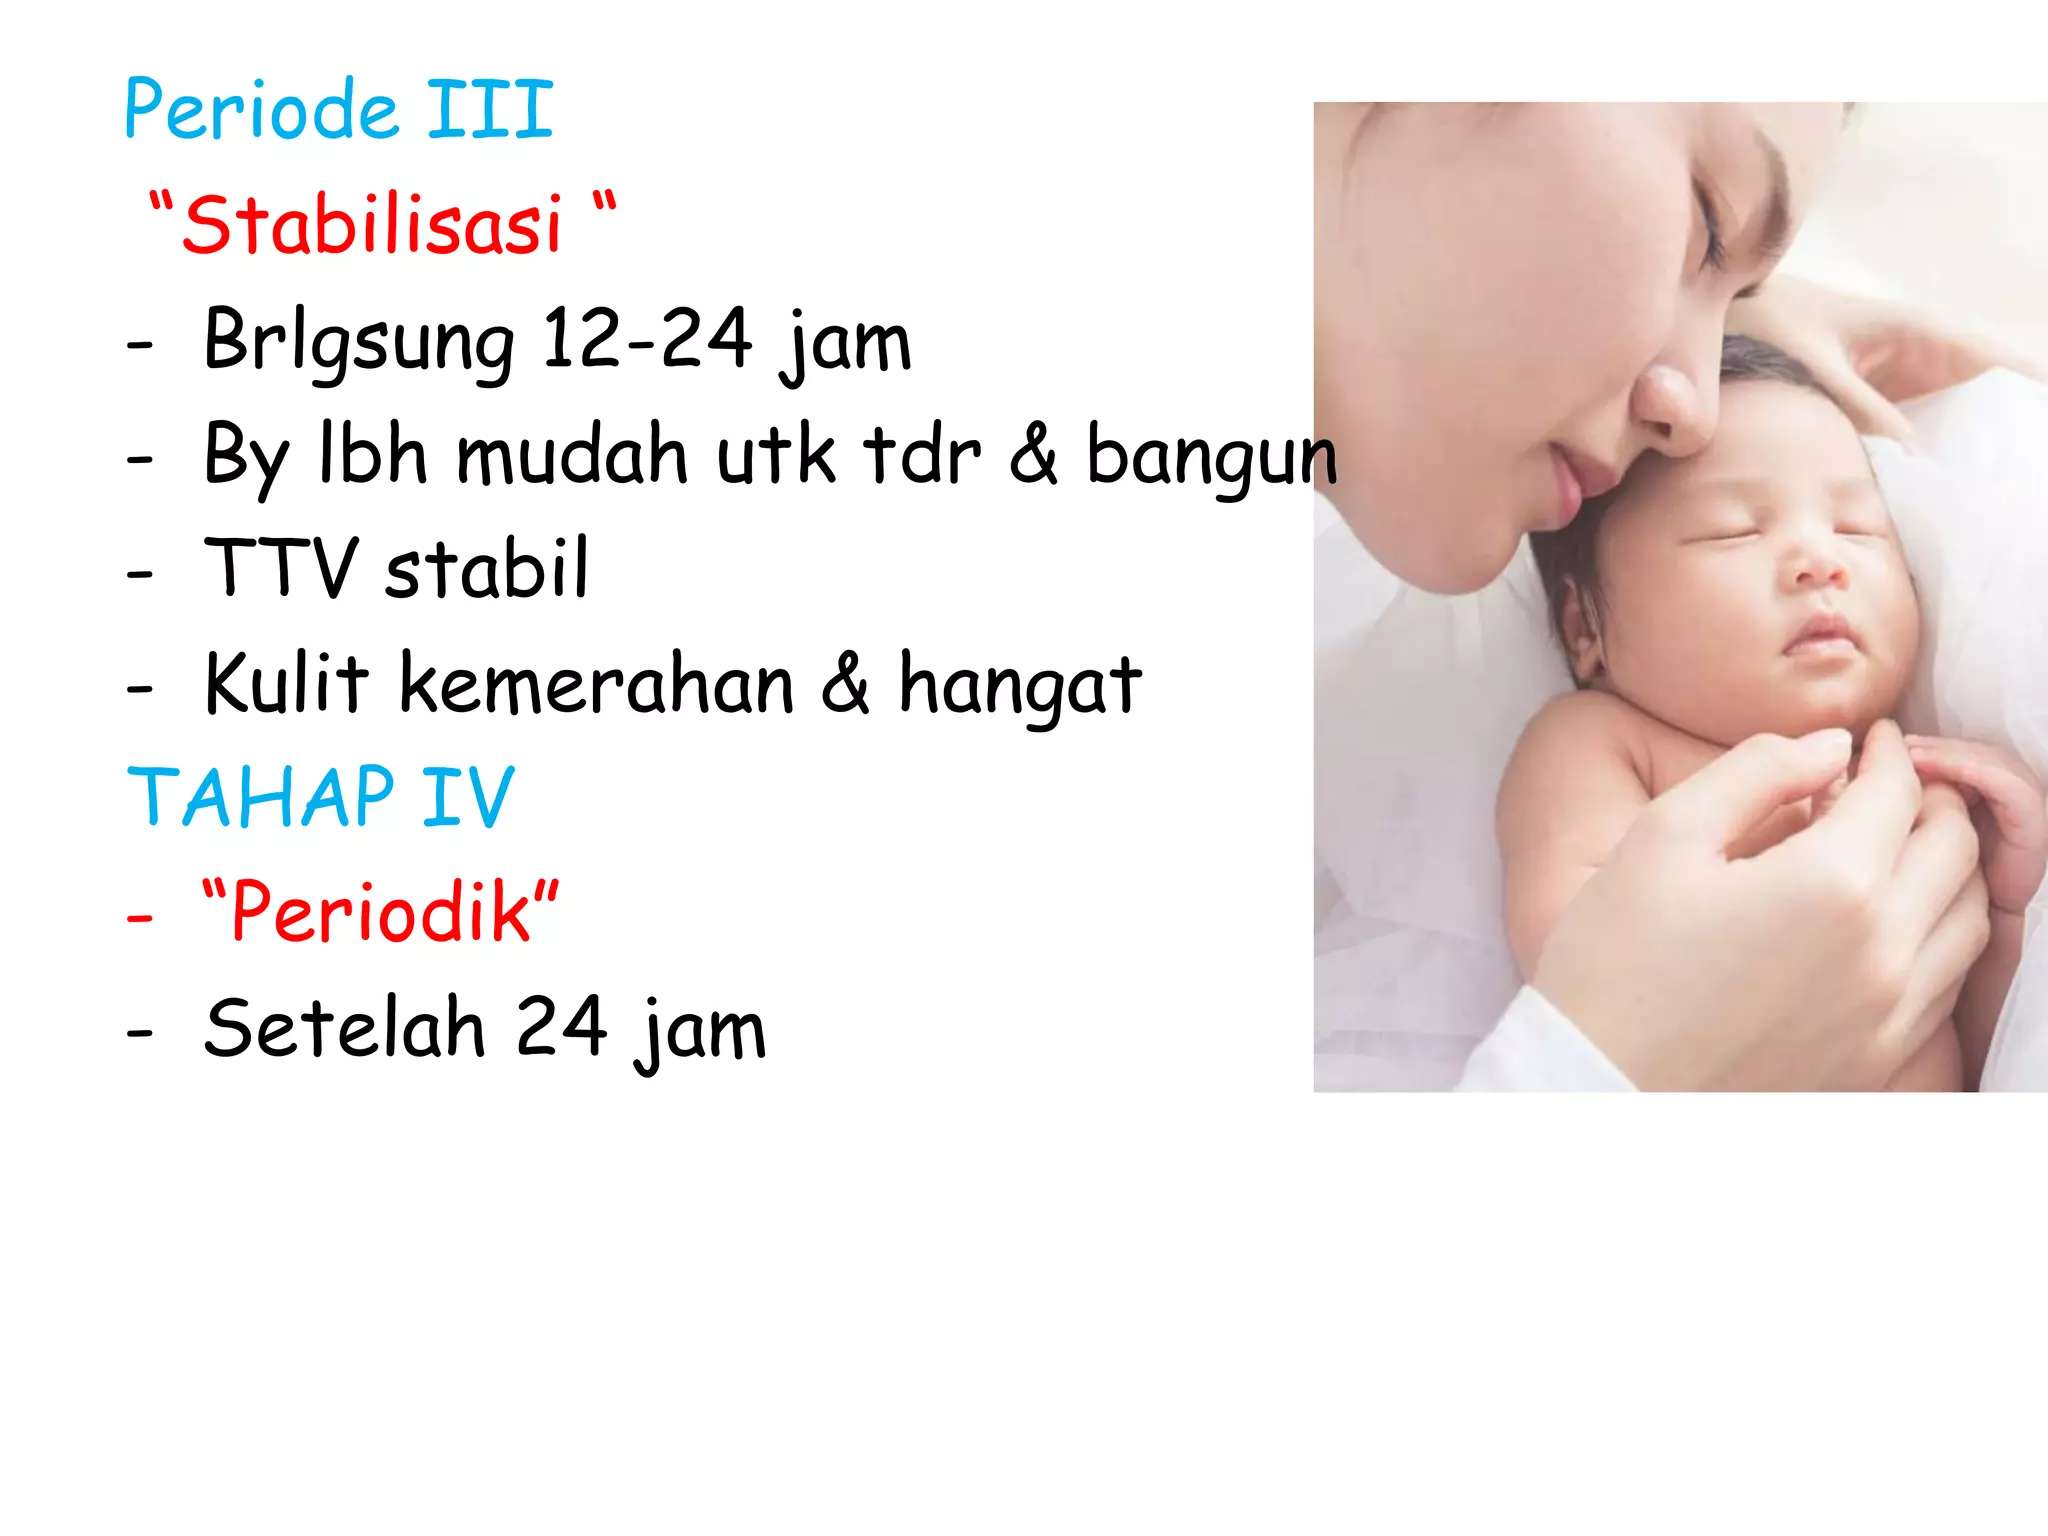 Periode III
“Stabilisasi “
- Brlgsung 12-24 jam
- By lbh mudah utk tdr & bangun
- TTV stabil
- Kulit kemerahan & hangat
TAHAP IV
- “Periodik”
- Setelah 24 jam